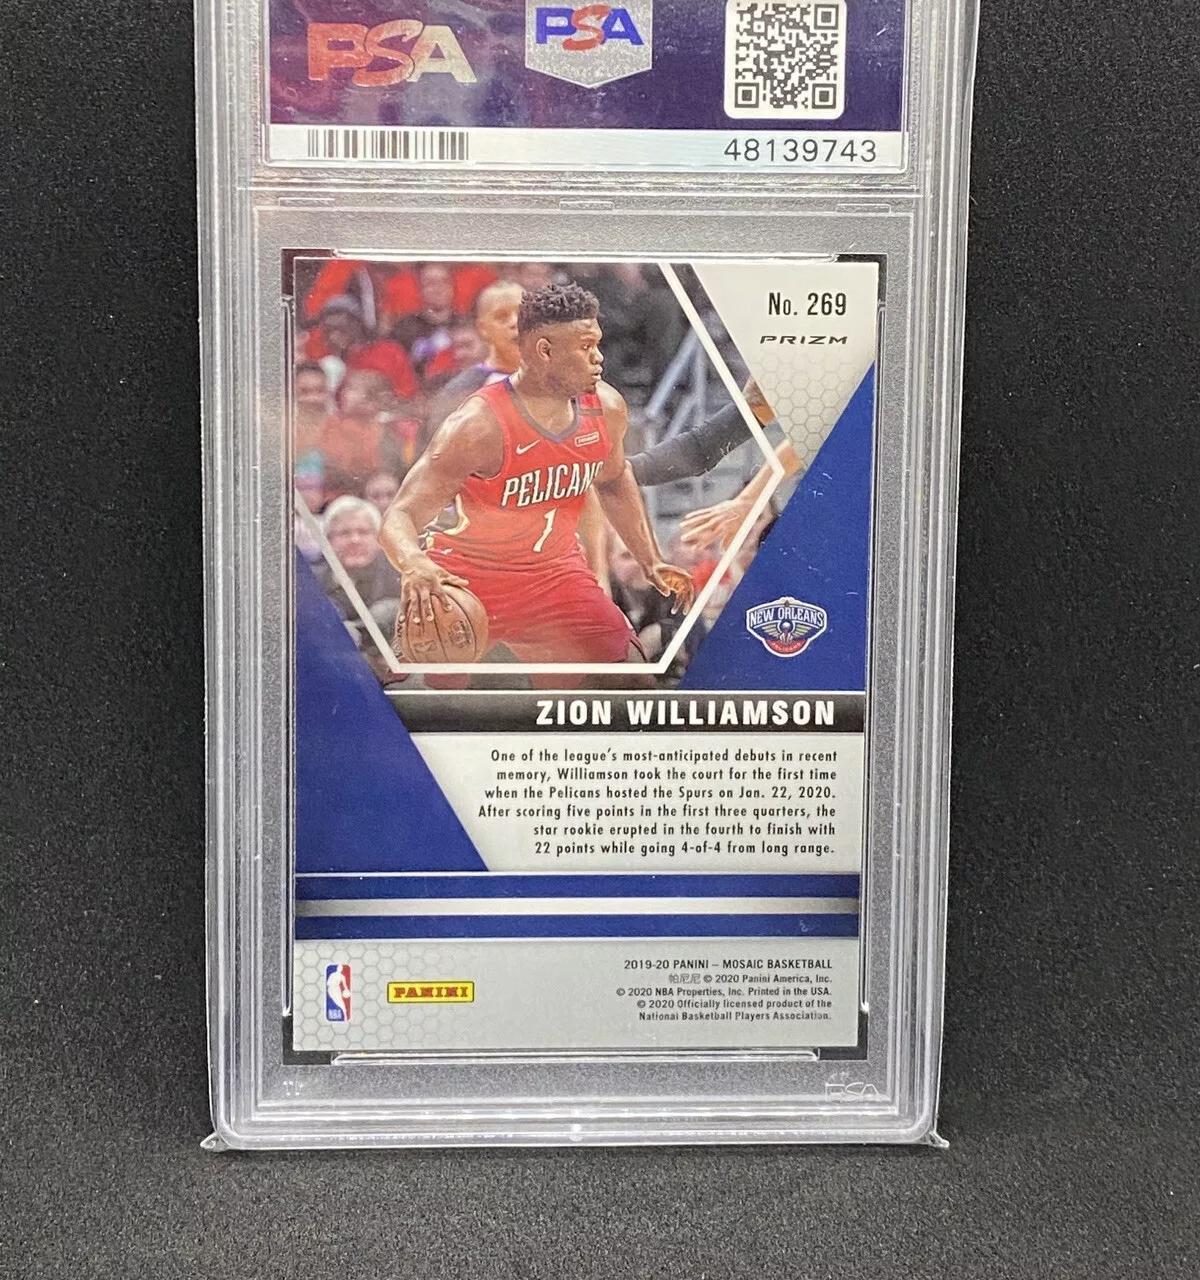 PSA
PSA
48139743
No. 269
PRIZM
PELICAN
1
NEW ORLEANS
PELICANS
ZION WILLIAMSON
One of the league's most-anticipated debuts in recent
memory, Williamson took the court for the first time
when the Pelicans hosted the Spurs on Jan. 22, 2020.
After scoring five points in the first three quarters, the
star rookie erupted in the fourth to finish with
22 points while going 4-of-4 from long range.
NBA
PANINI
2019-20 PANINI – MOSAIC BASKETBALL
帕尼尼 © 2020 Panini America, Inc.
© 2020 NBA Properties, Inc. Printed in the USA.
© 2020 Officially licensed product of the
National Basketball Players Association.
PSA